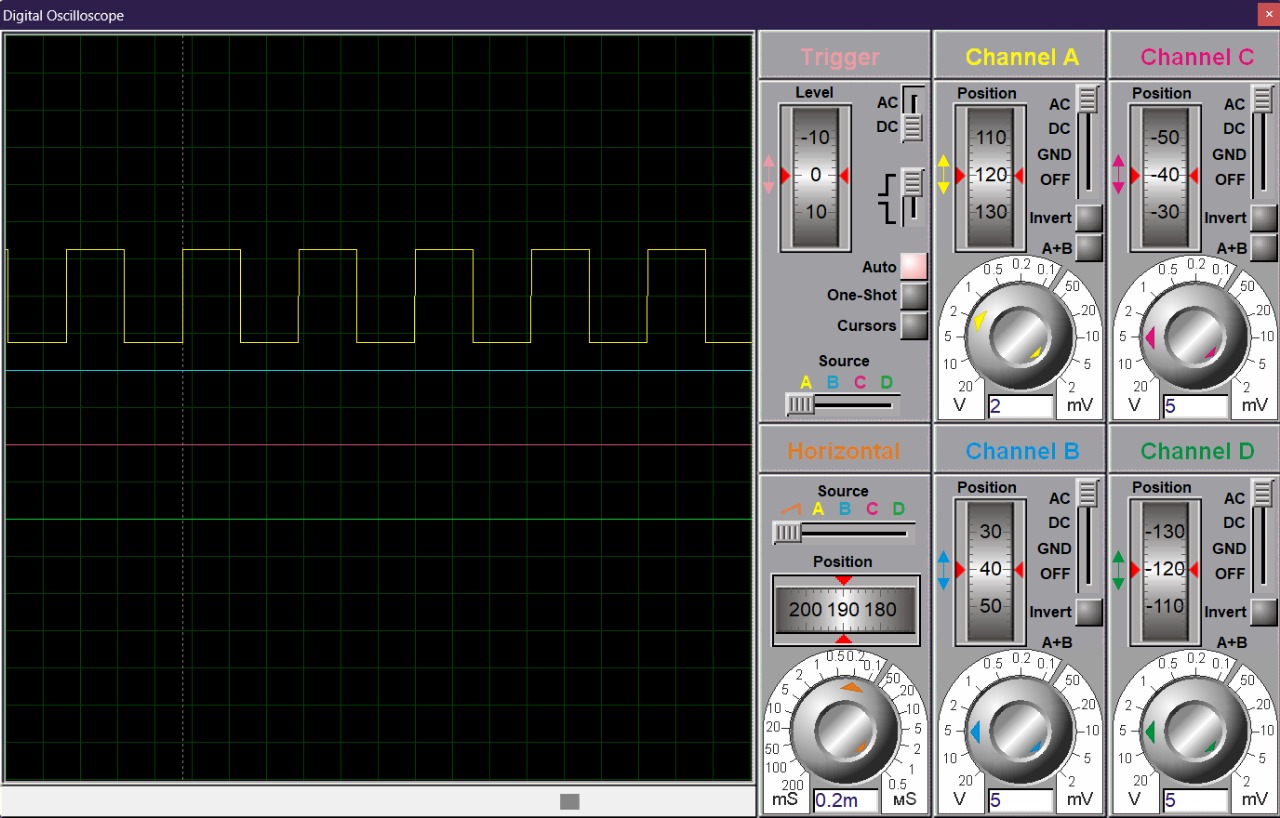 Digital Oscilloscope
Trigger
Level
AC
DC
-10
0
10
Auto
One-Shot
Cursors
Source
A B C D
Channel A
Position
AC
DC
GND
OFF
110
120
130
Invert
A+B
20 10 5 2 1 0.5 0.2 0.1 50 20 10 5 2
V
2
mV
Channel C
Position
AC
DC
GND
OFF
-50
-40
-30
Invert
A+B
20 10 5 2 1 0.5 0.2 0.1 50 20 10 5 2
V
5
mV
Horizontal
Source
A B C D
Position
200 190 180
200 100 50 20 10 5 2 1 0.5 0.2 0.1 50 20 10 5 2 1 0.5
mS
0.2m
мS
Channel B
Position
AC
DC
GND
OFF
30
40
50
Invert
A+B
20 10 5 2 1 0.5 0.2 0.1 50 20 10 5 2
V
5
mV
Channel D
Position
AC
DC
GND
OFF
-130
-120
-110
Invert
A+B
20 10 5 2 1 0.5 0.2 0.1 50 20 10 5 2
V
5
mV